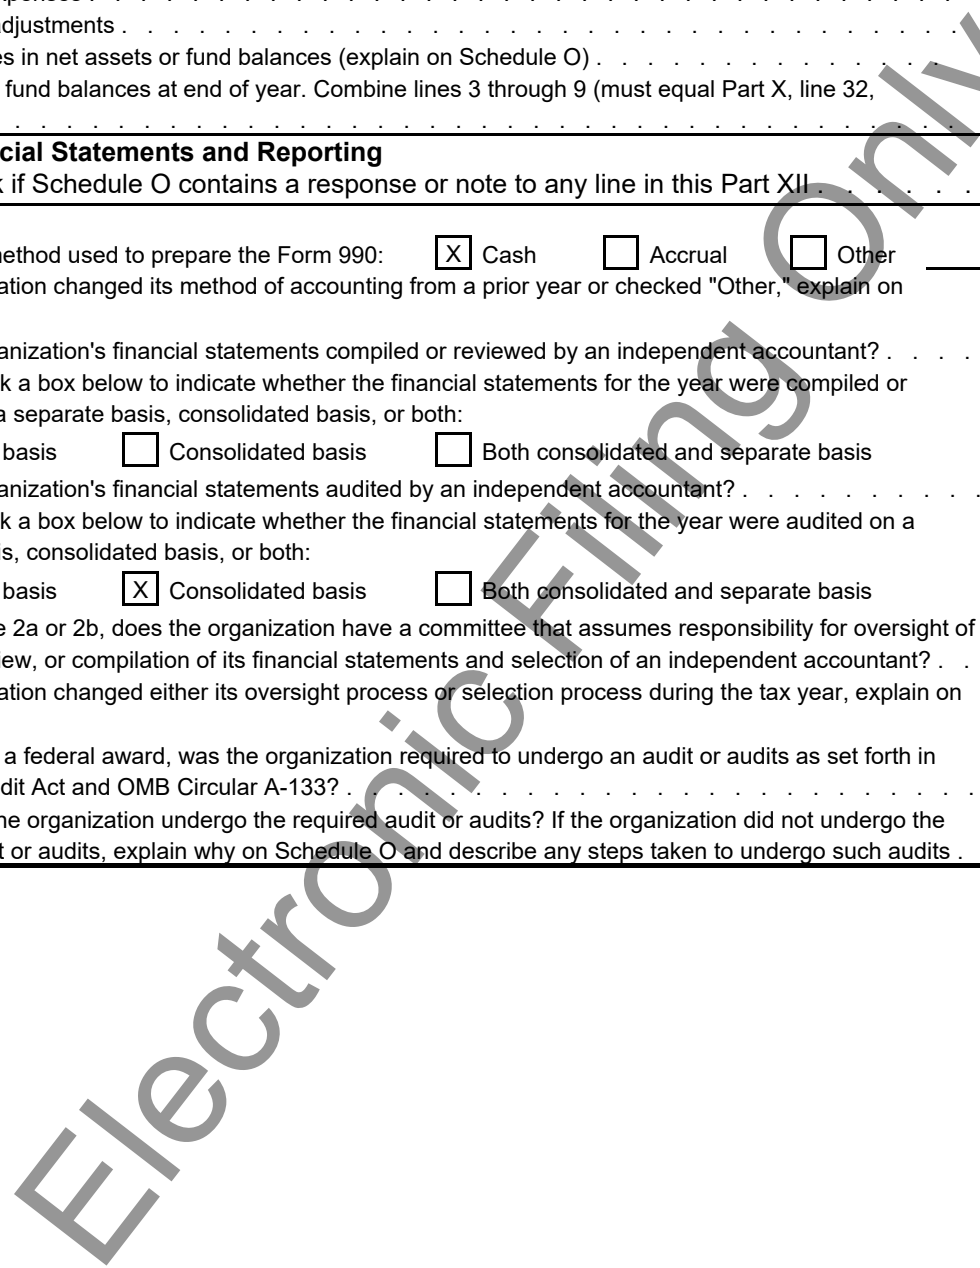 adjustments . . . . . . . . . . . . . . . . . . . . . . . . . . .
es in net assets or fund balances (explain on Schedule O) . . . . . . . . . . . . .
fund balances at end of year. Combine lines 3 through 9 (must equal Part X, line 32,
. . . . . . . . . . . . . . . . . . . . . . . . . . . . . . . . . . .
cial Statements and Reporting
k if Schedule O contains a response or note to any line in this Part XII . . . . . .
method used to prepare the Form 990: X Cash Accrual Other
ation changed its method of accounting from a prior year or checked "Other," explain on
anization's financial statements compiled or reviewed by an independent accountant? . . . .
k a box below to indicate whether the financial statements for the year were compiled or
a separate basis, consolidated basis, or both:
basis Consolidated basis Both consolidated and separate basis
anization's financial statements audited by an independent accountant? . . . . . . . . .
k a box below to indicate whether the financial statements for the year were audited on a
is, consolidated basis, or both:
basis X Consolidated basis Both consolidated and separate basis
e 2a or 2b, does the organization have a committee that assumes responsibility for oversight of
iew, or compilation of its financial statements and selection of an independent accountant? . .
ation changed either its oversight process or selection process during the tax year, explain on
a federal award, was the organization required to undergo an audit or audits as set forth in
dit Act and OMB Circular A-133? . . . . . . . . . . . . . . . . . . . .
he organization undergo the required audit or audits? If the organization did not undergo the
t or audits, explain why on Schedule O and describe any steps taken to undergo such audits .
Electronic Filing Only